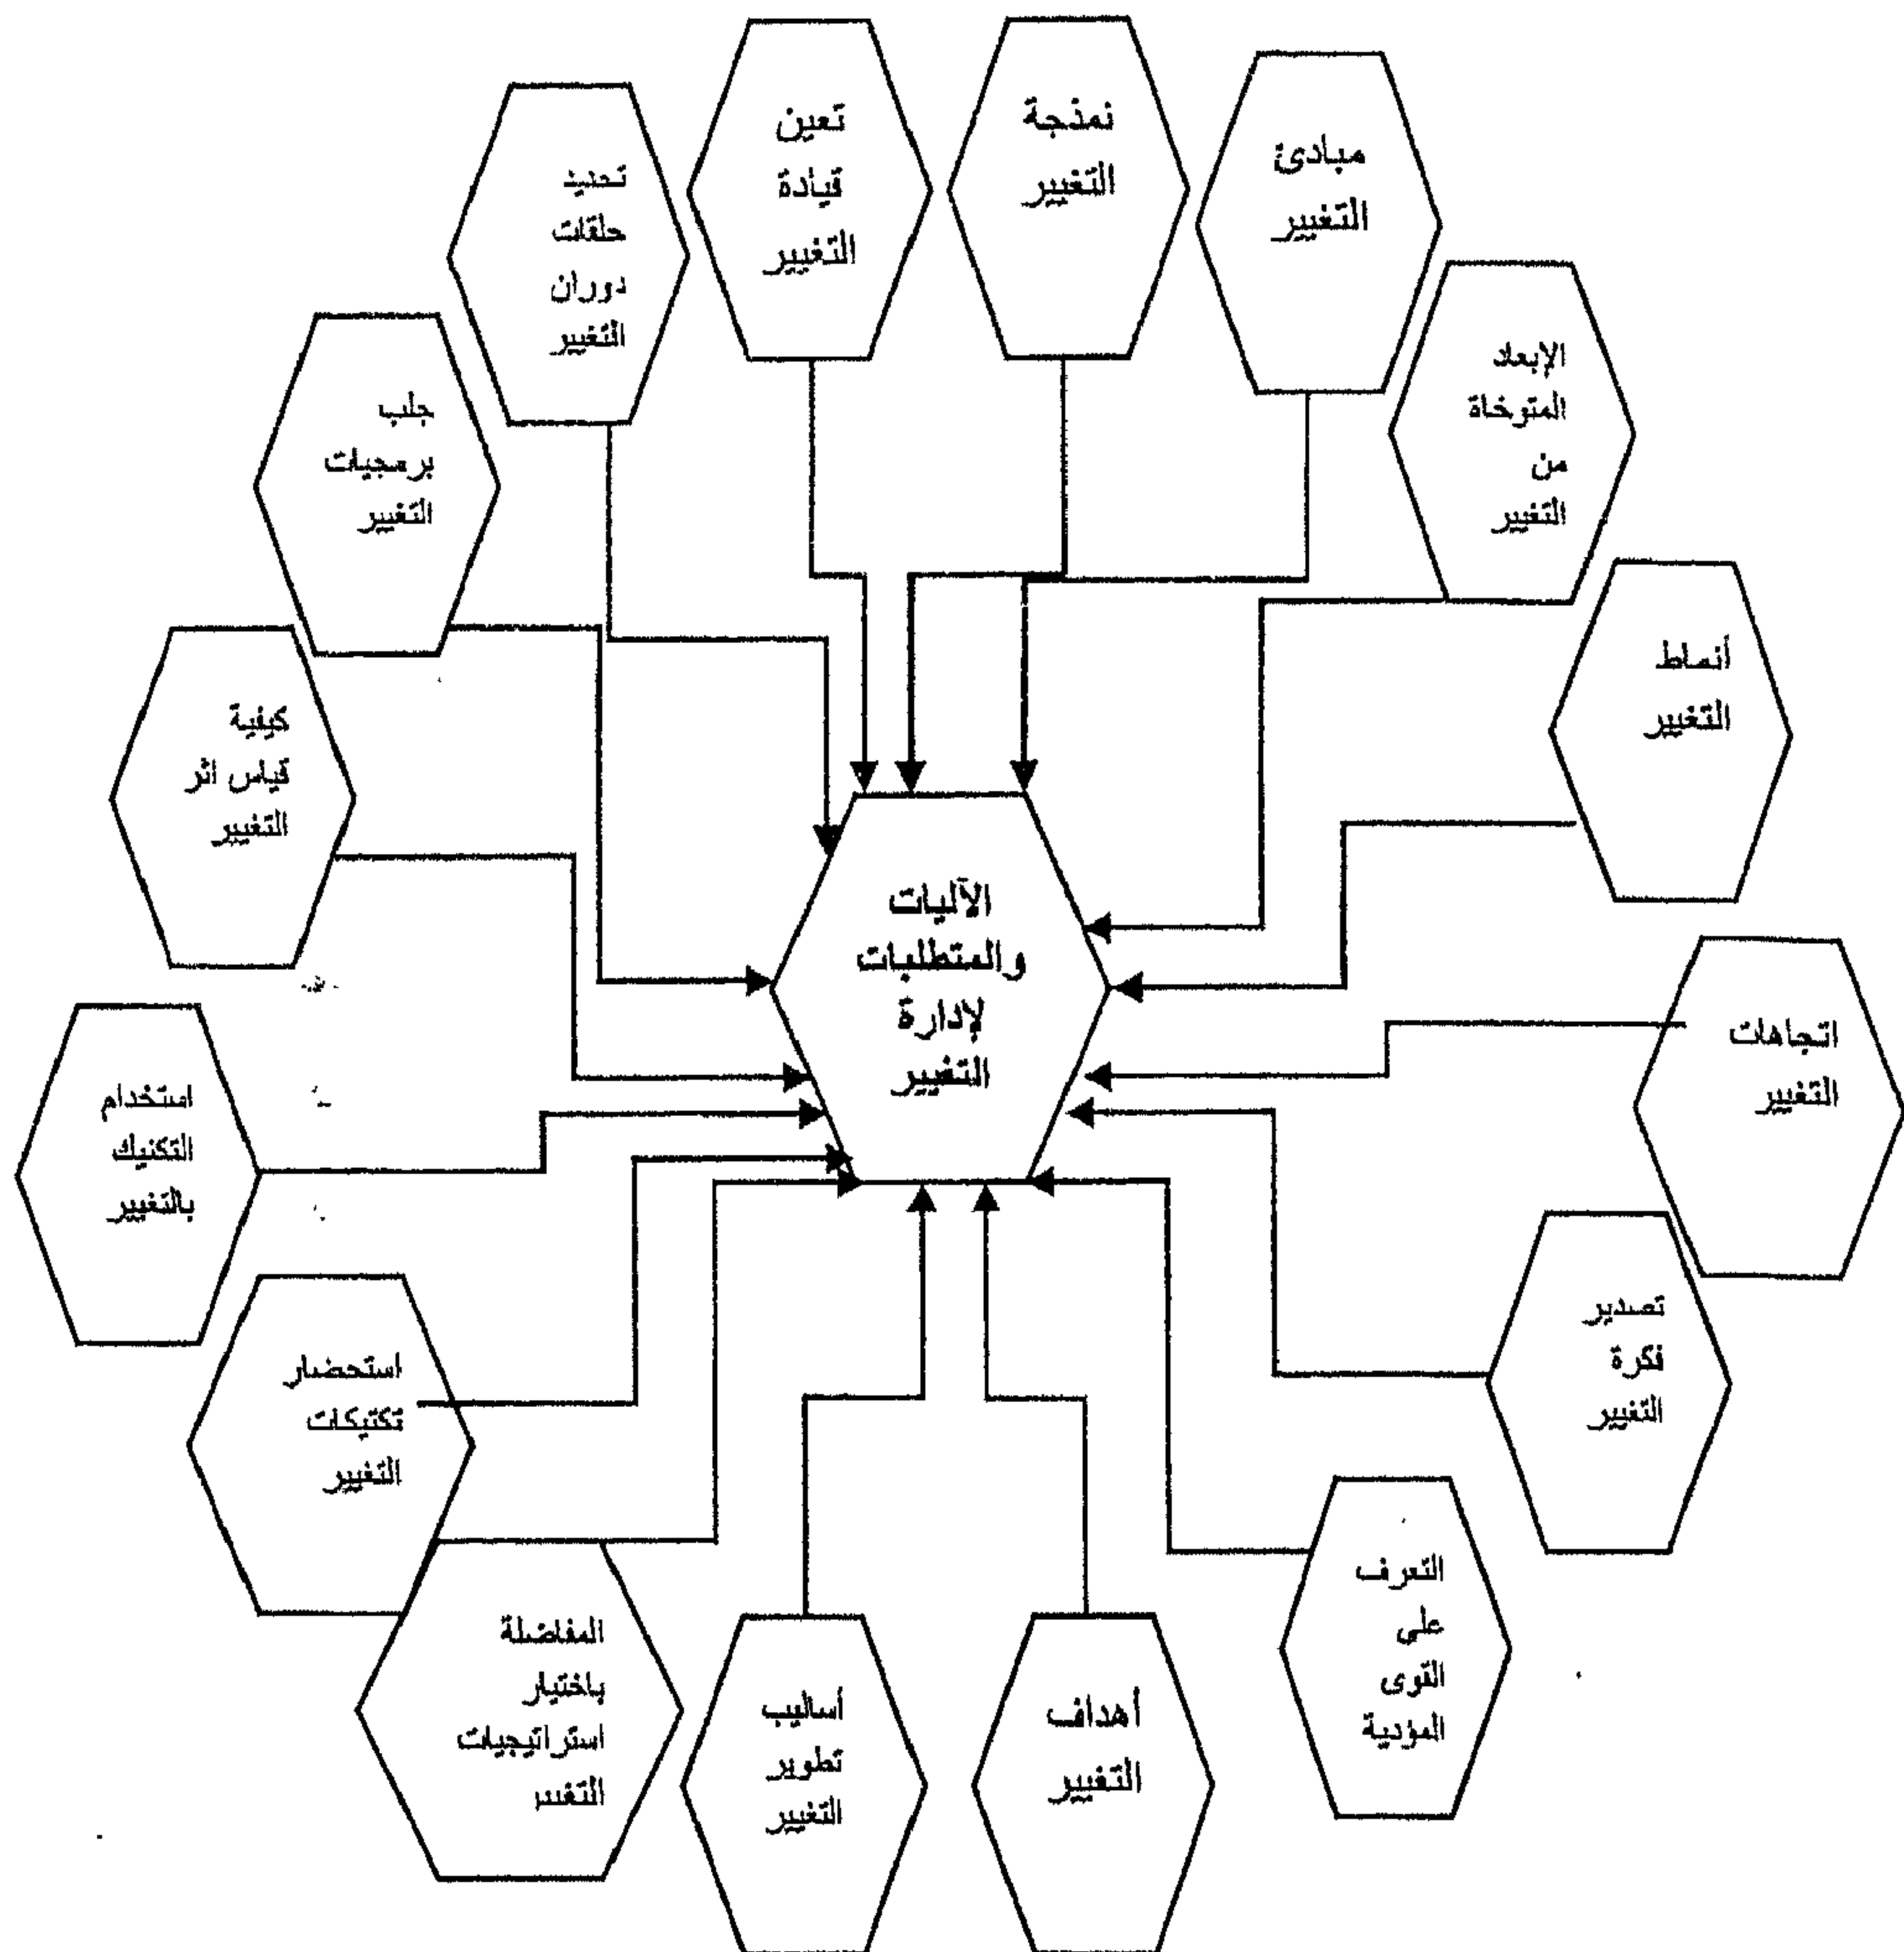 مبادئ
التغيير
نمذجة
التغيير
تعين
قيادة
التغيير
تحديد
حلقات
دوران
التغيير
جلب
برمجيات
التغيير
كيفية
قياس اثر
التغيير
استخدام
التكنيك
بالتغيير
استحضار
تكتيكات
التغيير
المفاضلة
باختيار
استراتيجيات
التغيير
أساليب
تطوير
التغيير
أهداف
التغيير
التعرف
على
القوى
المؤدية
تصدير
فكرة
التغيير
اتجاهات
التغيير
أنماط
التغيير
الإبعاد
المتوخاة
من
التغيير
الآليات
والمتطلبات
لإدارة
التغيير